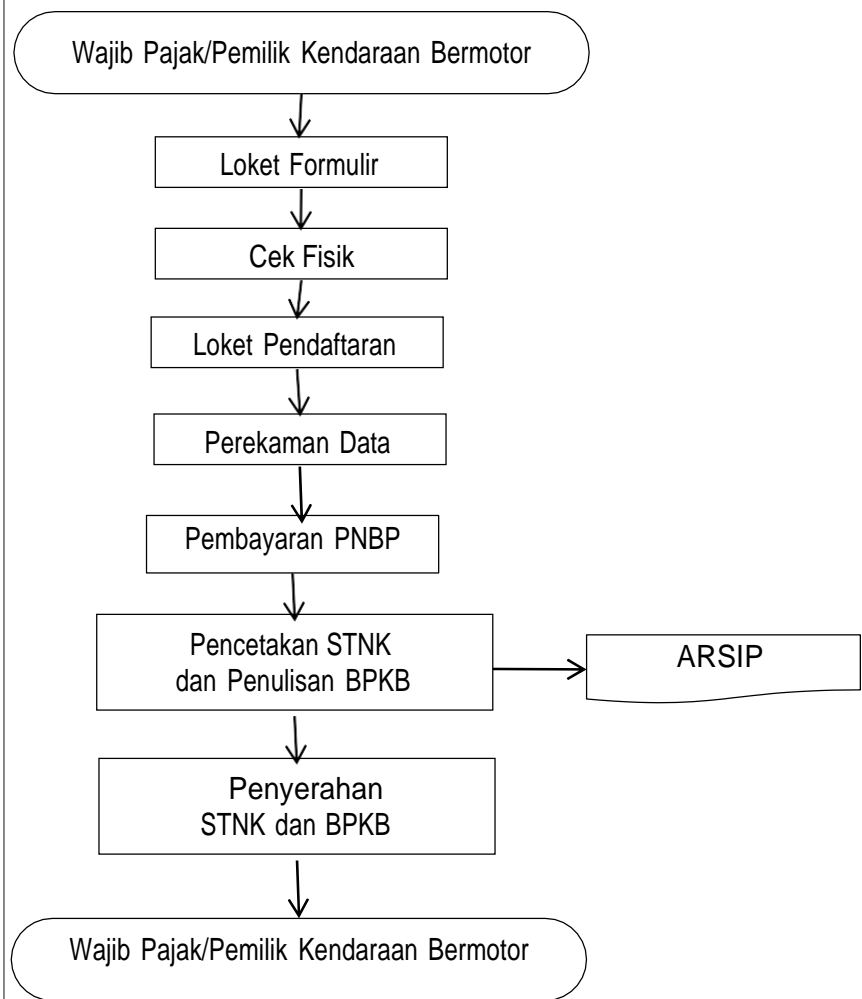 Wajib Pajak/Pemilik Kendaraan Bermotor
Loket Formulir
Cek Fisik
Loket Pendaftaran
Perekaman Data
Pembayaran PNBP
Pencetakan STNK
dan Penulisan BPKB
ARSIP
Penyerahan
STNK dan BPKB
Wajib Pajak/Pemilik Kendaraan Bermotor